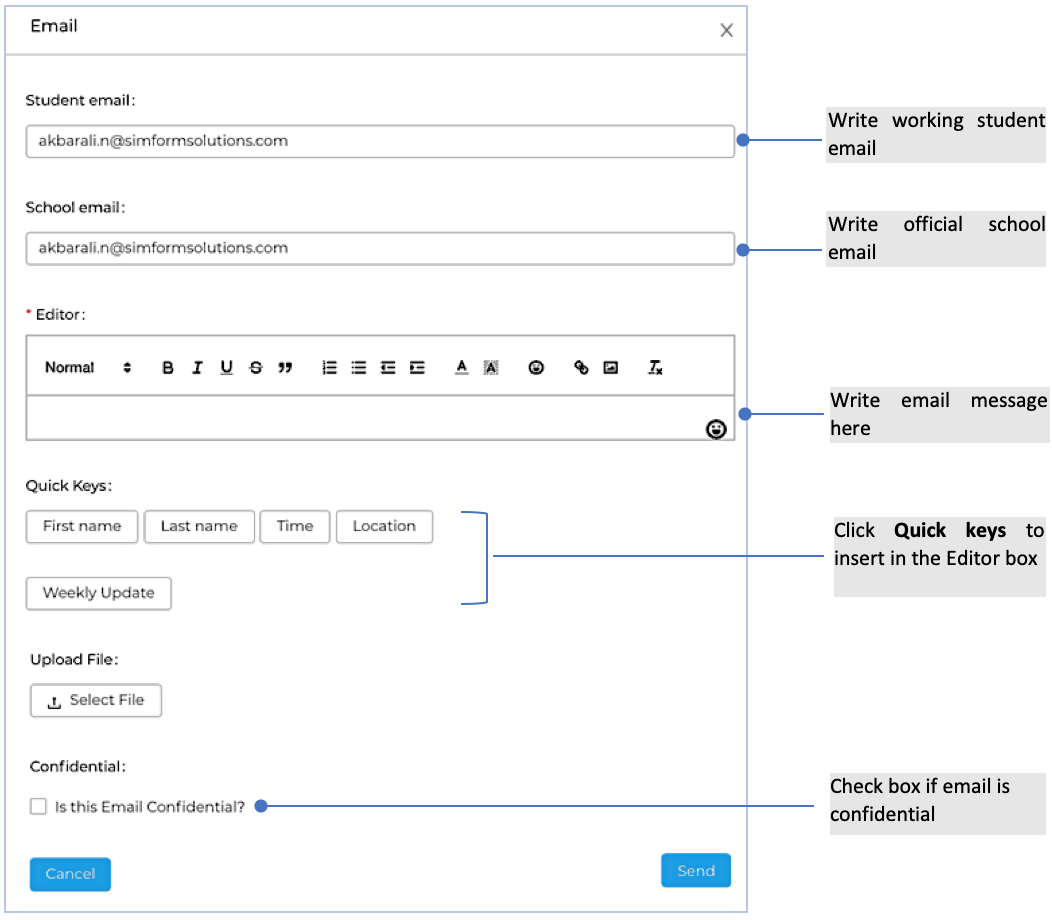 Email
Student email:
akbarali.n@simformsolutions.com
Write working student
email
School email:
akbarali.n@simformsolutions.com
Write official school
email
* Editor:
Normal
Write email message
here
Quick Keys:
First name Last name Time Location
Weekly Update
Click Quick keys to
insert in the Editor box
Upload File:
Select File
Confidential:
Is this Email Confidential?
Check box if email is
confidential
Cancel Send